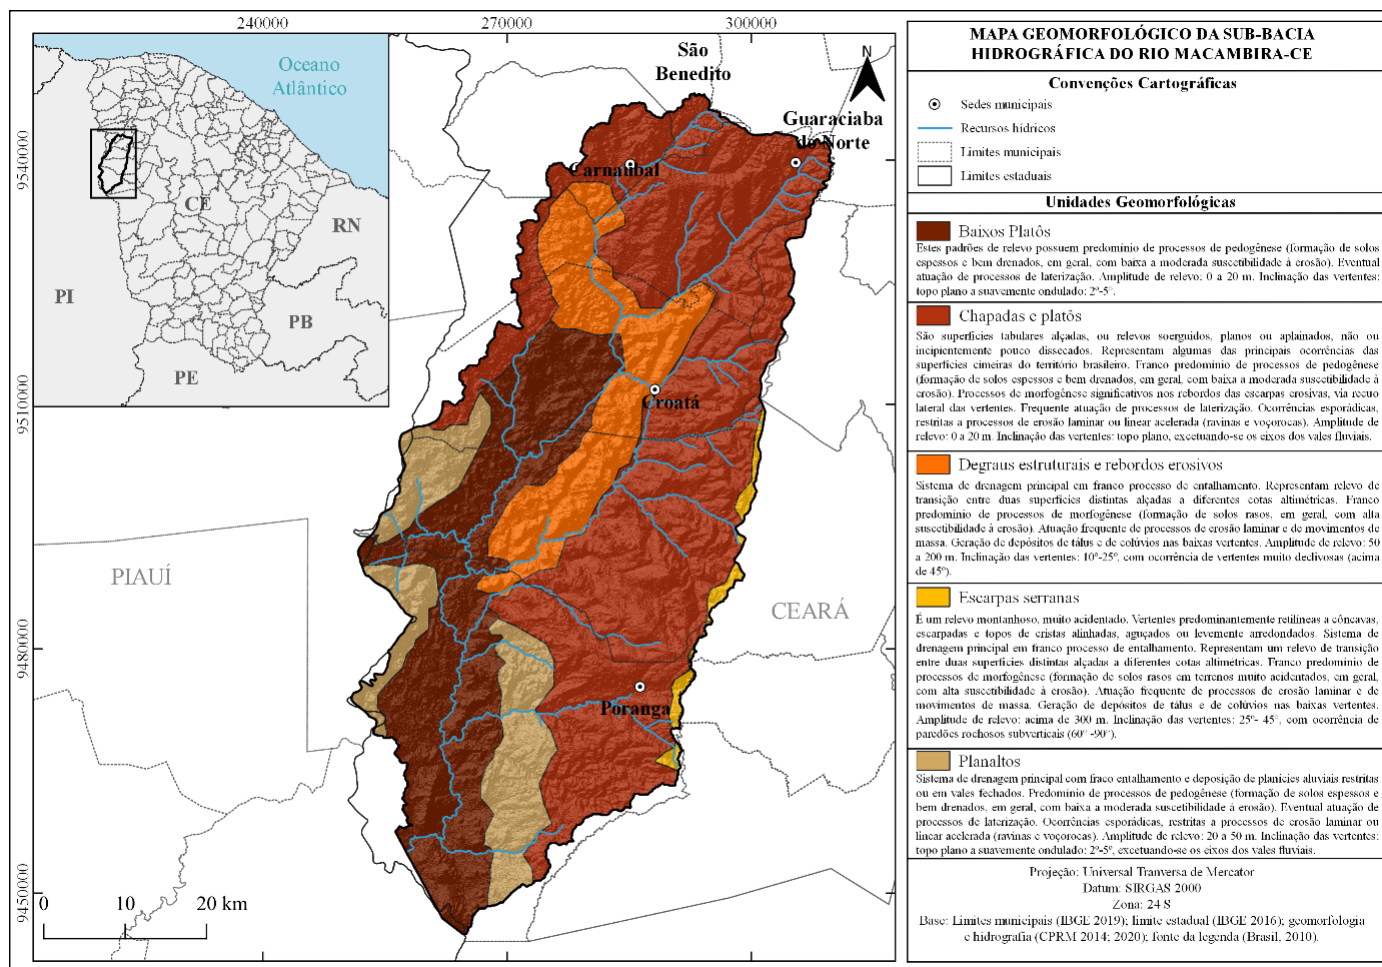 240000
270000
300000
9540000
9510000
9480000
9450000
Oceano
Atlântico
CE
RN
PB
PE
PI
São
Benedito
Guaraciaba
do Norte
Carnaubal
Croatá
Poranga
PIAUÍ
CEARÁ
N
0 10 20 km
MAPA GEOMORFOLÓGICO DA SUB-BACIA
HIDROGRÁFICA DO RIO MACAMBIRA-CE
Convenções Cartográficas
Sedes municipais
Recursos hídricos
Limites municipais
Limites estaduais
Unidades Geomorfológicas
Baixos Platôs
Estes padrões de relevo possuem predomínio de processos de pedogênese (formação de solos
espessos e bem drenados, em geral, com baixa a moderada suscetibilidade à erosão). Eventual
atuação de processos de laterização. Amplitude de relevo: 0 a 20 m. Inclinação das vertentes:
topo plano a suavemente ondulado: 2º-5º.
Chapadas e platôs
São superfícies tabulares alçadas, ou relevos soerguidos, planos ou aplainados, não ou
incipientemente pouco dissecados. Representam algumas das principais ocorrências das
superfícies cimeiras do território brasileiro. Franco predomínio de processos de pedogênese
(formação de solos espessos e bem drenados, em geral, com baixa a moderada suscetibilidade à
erosão). Processos de morfogênese significativos nos rebordos das escarpas erosivas, via recuo
lateral das vertentes. Frequente atuação de processos de laterização. Ocorrências esporádicas,
restritas a processos de erosão laminar ou linear acelerada (ravinas e voçorocas). Amplitude de
relevo: 0 a 20 m. Inclinação das vertentes: topo plano, excetuando-se os eixos dos vales fluviais.
Degraus estruturais e rebordos erosivos
Sistema de drenagem principal em franco processo de entalhamento. Representam relevo de
transição entre duas superfícies distintas alçadas a diferentes cotas altimétricas. Franco
predomínio de processos de morfogênese (formação de solos rasos, em geral, com alta
suscetibilidade à erosão). Atuação frequente de processos de erosão laminar e de movimentos de
massa. Geração de depósitos de tálus e de colúvios nas baixas vertentes. Amplitude de relevo: 50
a 200 m. Inclinação das vertentes: 10º-25º, com ocorrência de vertentes muito declivosas (acima
de 45º).
Escarpas serranas
É um relevo montanhoso, muito acidentado. Vertentes predominantemente retilíneas a côncavas,
escarpadas e topos de cristas alinhadas, aguçados ou levemente arredondados. Sistema de
drenagem principal em franco processo de entalhamento. Representam um relevo de transição
entre duas superfícies distintas alçadas a diferentes cotas altimétricas. Franco predomínio de
processos de morfogênese (formação de solos rasos em terrenos muito acidentados, em geral,
com alta suscetibilidade à erosão). Atuação frequente de processos de erosão laminar e de
movimentos de massa. Geração de depósitos de tálus e de colúvios nas baixas vertentes.
Amplitude de relevo: acima de 300 m. Inclinação das vertentes: 25º- 45º, com ocorrência de
paredões rochosos subverticais (60º -90º).
Planaltos
Sistema de drenagem principal com fraco entalhamento e deposição de planícies aluviais restritas
ou em vales fechados. Predomínio de processos de pedogênese (formação de solos espessos e
bem drenados, em geral, com baixa a moderada suscetibilidade à erosão). Eventual atuação de
processos de laterização. Ocorrências esporádicas, restritas a processos de erosão laminar ou
linear acelerada (ravinas e voçorocas). Amplitude de relevo: 20 a 50 m. Inclinação das vertentes:
topo plano a suavemente ondulado: 2º-5º, excetuando-se os eixos dos vales fluviais.
Projeção: Universal Tranversa de Mercator
Datum: SIRGAS 2000
Zona: 24 S
Base: Limites municipais (IBGE 2019); limite estadual (IBGE 2016); geomorfologia
e hidrografia (CPRM 2014; 2020); fonte da legenda (Brasil, 2010).